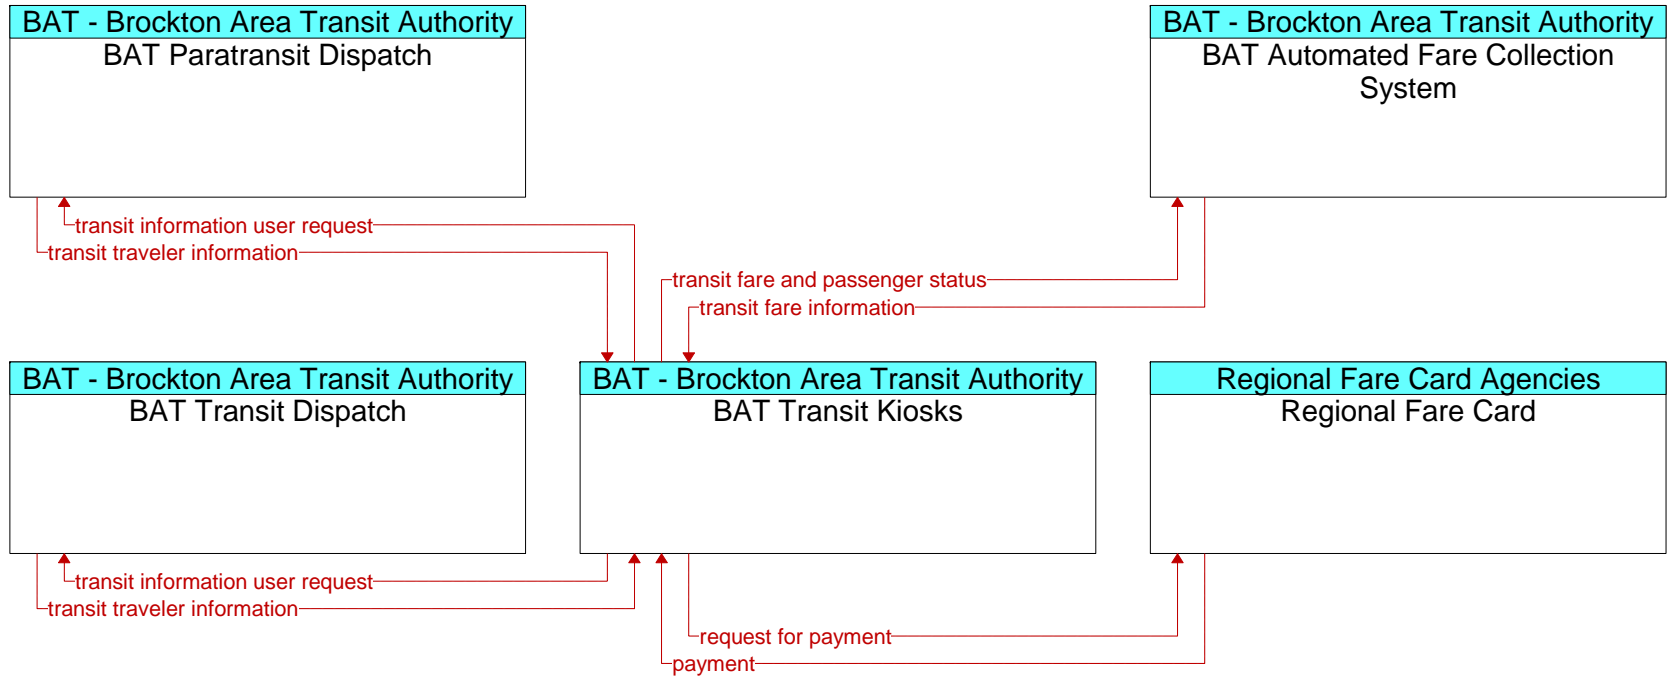 BAT - Brockton Area Transit Authority
BAT Paratransit Dispatch
BAT - Brockton Area Transit Authority
BAT Automated Fare Collection
System
transit information user request
transit traveler information
transit fare and passenger status
transit fare information
BAT - Brockton Area Transit Authority
BAT Transit Dispatch
BAT - Brockton Area Transit Authority
BAT Transit Kiosks
Regional Fare Card Agencies
Regional Fare Card
transit information user request
transit traveler information
request for payment
payment